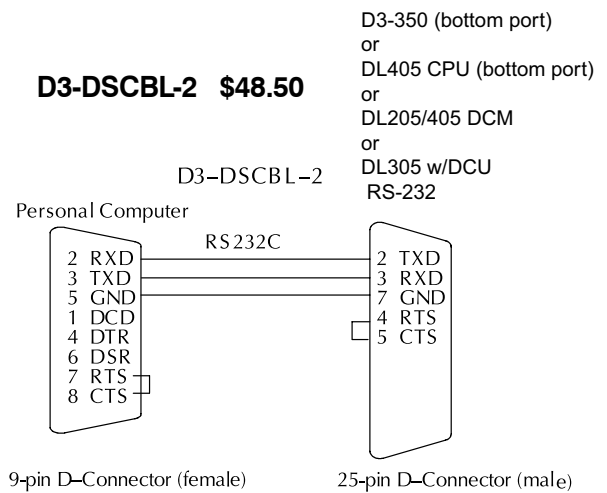 D3-350 (bottom port)
or
DL405 CPU (bottom port)
or
DL205/405 DCM
or
DL305 w/DCU
RS-232
D3-DSCBL-2 $48.50
D3–DSCBL–2
Personal Computer
RS232C
2 RXD
3 TXD
5 GND
1 DCD
4 DTR
6 DSR
7 RTS
8 CTS
2 TXD
3 RXD
7 GND
4 RTS
5 CTS
9-pin D–Connector (female)
25-pin D–Connector (male)